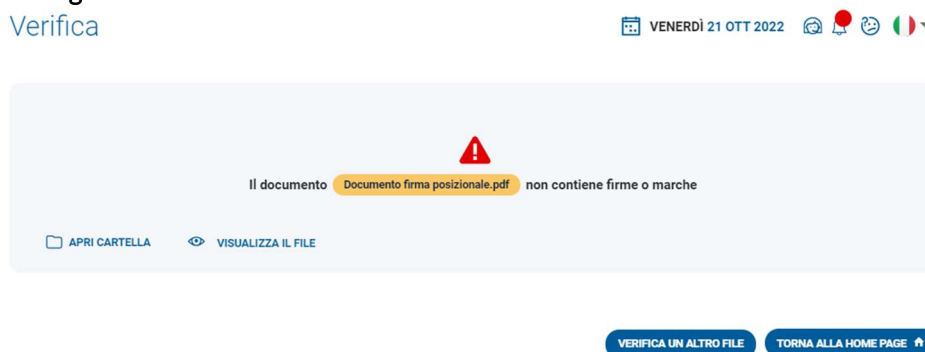 Verifica
VENERDÌ 21 OTT 2022
Il documento Documento firma posizionale.pdf non contiene firme o marche
APRI CARTELLA VISUALIZZA IL FILE
VERIFICA UN ALTRO FILE TORNA ALLA HOME PAGE